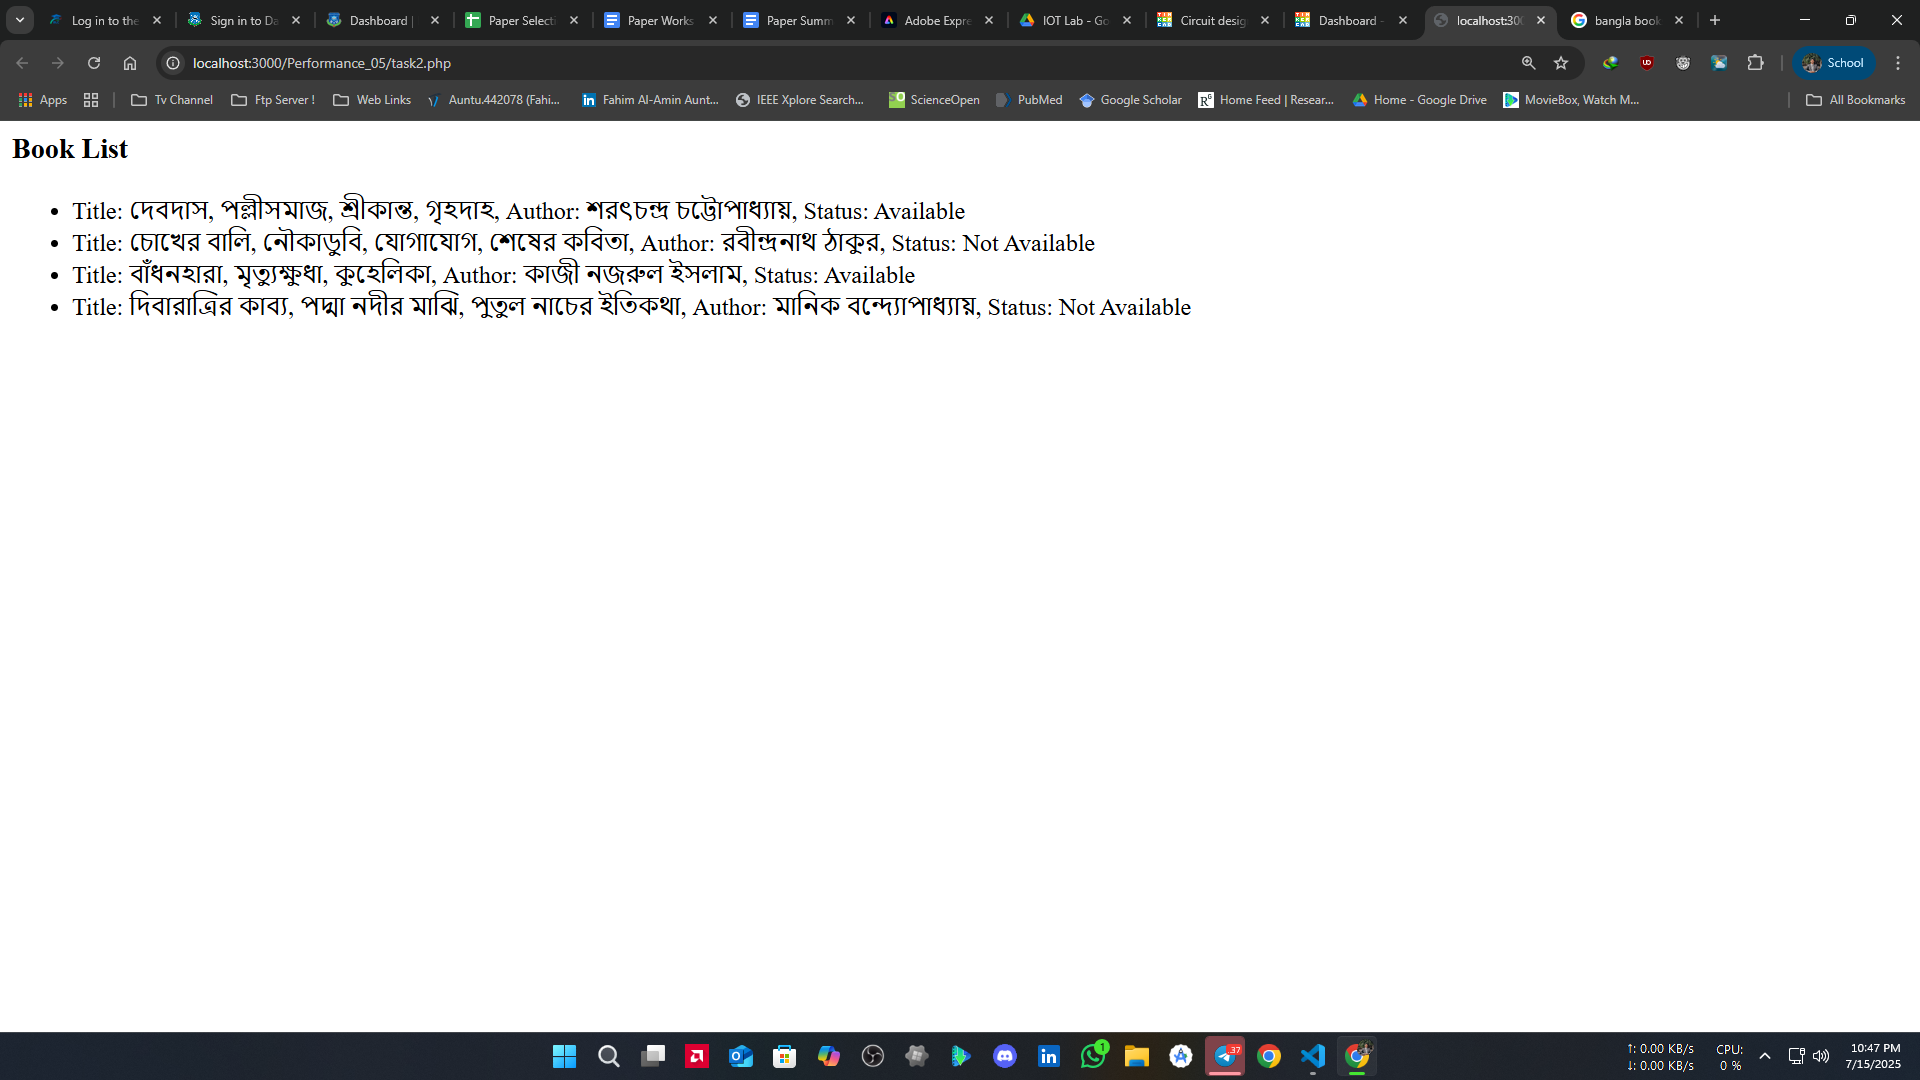 Log in to the
Sign in to Da
Dashboard |
Paper Selecti
Paper Works
Paper Summ
Adobe Expre
IOT Lab - Go
Circuit desig
Dashboard -
localhost:300
bangla book
localhost:3000/Performance_05/task2.php
School
Apps
Tv Channel
Ftp Server !
Web Links
Auntu.442078 (Fahi...
Fahim Al-Amin Aunt...
IEEE Xplore Search...
ScienceOpen
PubMed
Google Scholar
Home Feed | Resear...
Home - Google Drive
MovieBox, Watch M...
All Bookmarks
Book List
• Title: দেবদাস, পল্লীসমাজ, শ্রীকান্ত, গৃহদাহ, Author: শরৎচন্দ্র চট্টোপাধ্যায়, Status: Available
• Title: চোখের বালি, নৌকাডুবি, যোগাযোগ, শেষের কবিতা, Author: রবীন্দ্রনাথ ঠাকুর, Status: Not Available
• Title: বাঁধনহারা, মৃত্যুক্ষুধা, কুহেলিকা, Author: কাজী নজরুল ইসলাম, Status: Available
• Title: দিবারাত্রির কাব্য, পদ্মা নদীর মাঝি, পুতুল নাচের ইতিকথা, Author: মানিক বন্দ্যোপাধ্যায়, Status: Not Available
1
37
↑: 0.00 KB/s
↓: 0.00 KB/s
CPU:
0 %
10:47 PM
7/15/2025